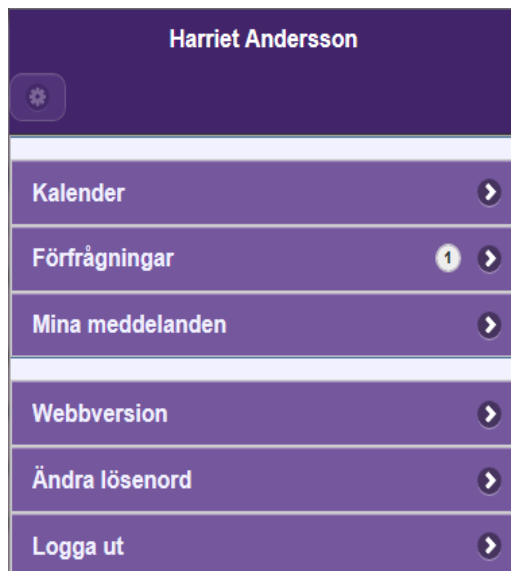 Harriet Andersson
Kalender
Förfrågningar 1
Mina meddelanden
Webbversion
Ändra lösenord
Logga ut